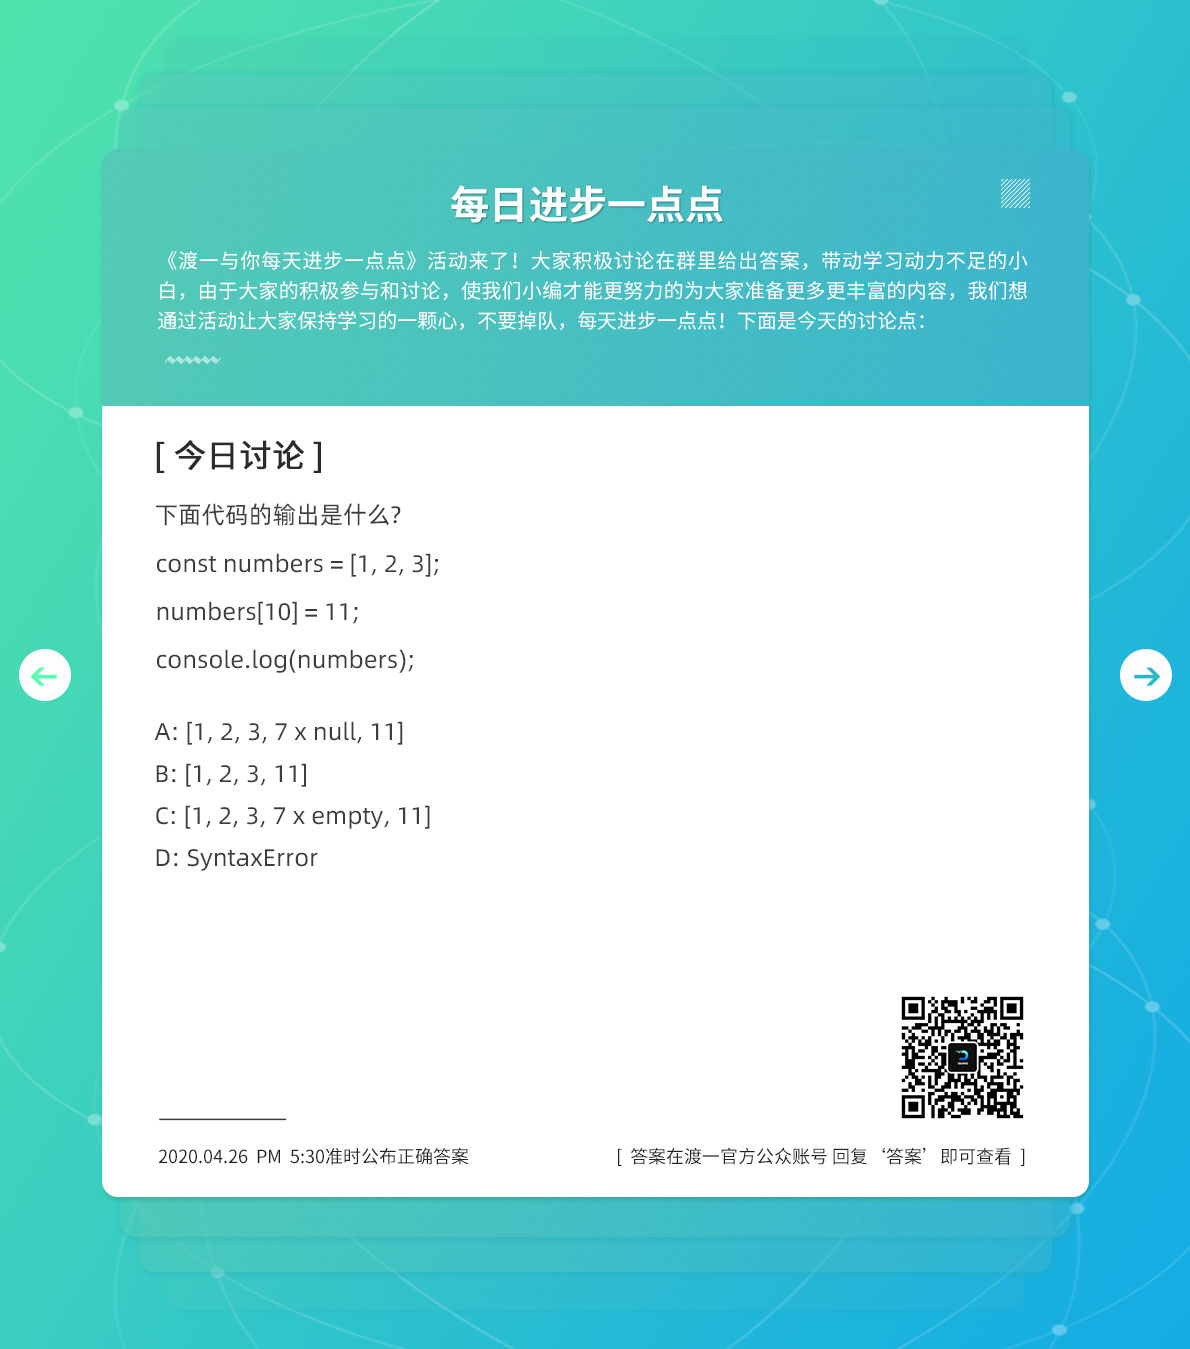 每日进步一点点
《渡一与你每天进步一点点》活动来了！大家积极讨论在群里给出答案，带动学习动力不足的小
白，由于大家的积极参与和讨论，使我们小编才能更努力的为大家准备更多更丰富的内容，我们想
通过活动让大家保持学习的一颗心，不要掉队，每天进步一点点！下面是今天的讨论点：
[ 今日讨论 ]
下面代码的输出是什么?
const numbers = [1, 2, 3];
numbers[10] = 11;
console.log(numbers);
A: [1, 2, 3, 7 x null, 11]
B: [1, 2, 3, 11]
C: [1, 2, 3, 7 x empty, 11]
D: SyntaxError
2020.04.26 PM 5:30准时公布正确答案
[ 答案在渡一官方公众账号 回复‘答案’即可查看 ]